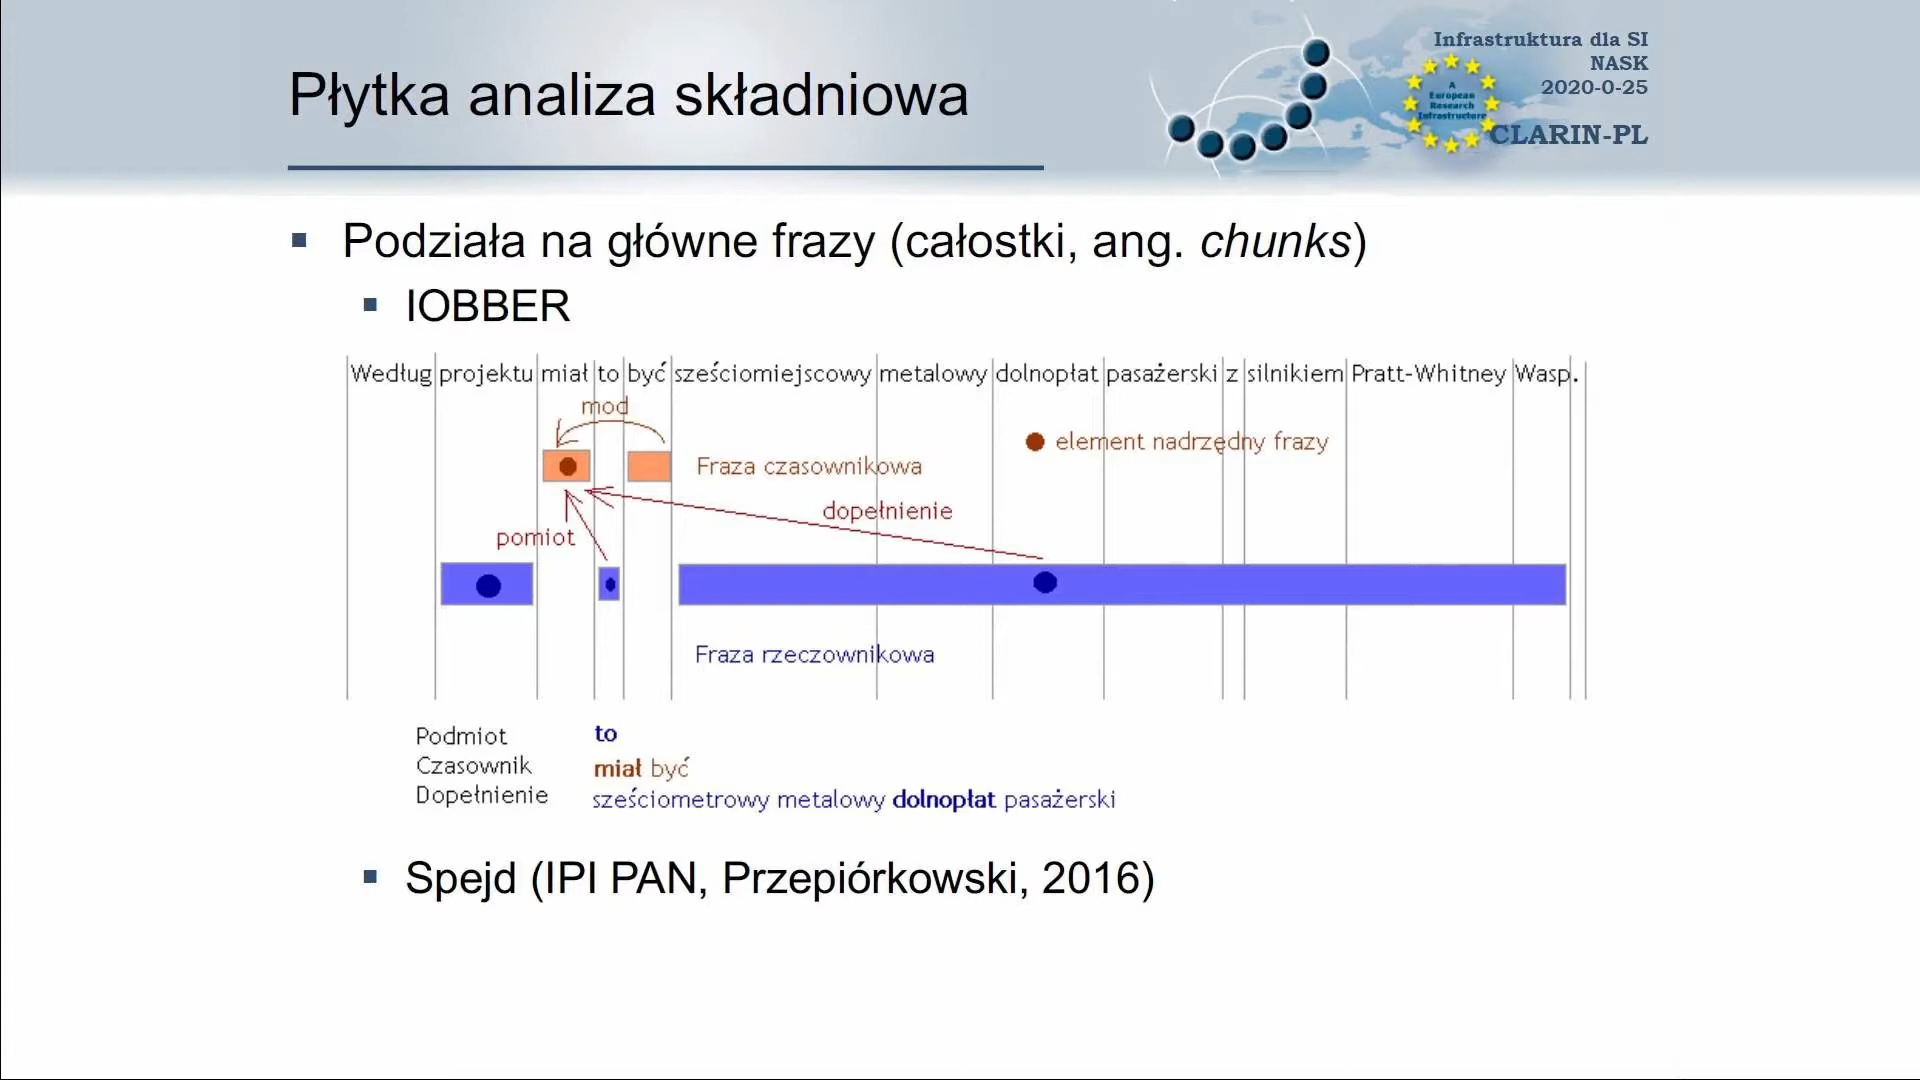 Płytka analiza składniowa
Infrastruktura dla SI
NASK
2020-0-25
CLARIN-PL
A
European
Research
Infrastructure
Podziała na główne frazy (całostki, ang. chunks)
IOBBER
Według projektu miał to być sześciomiejscowy metalowy dolnopłat pasażerski z silnikiem Pratt-Whitney Wasp.
mod
element nadrzędny frazy
Fraza czasownikowa
dopełnienie
pomiot
Fraza rzeczownikowa
Podmiot to
Czasownik miał być
Dopełnienie sześciometrowy metalowy dolnopłat pasażerski
Spejd (IPI PAN, Przepiórkowski, 2016)